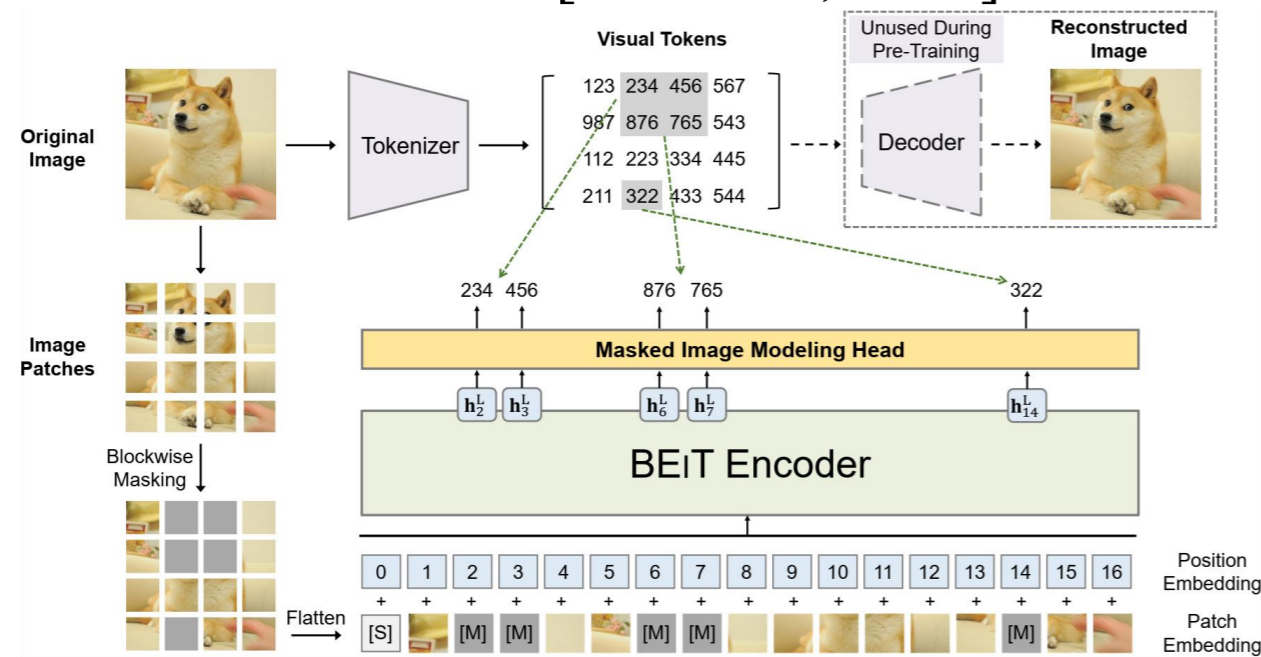 Visual Tokens
Unused During
Pre-Training
Reconstructed
Image
Original
Image
Tokenizer
123 234 456 567
987 876 765 543
112 223 334 445
211 322 433 544
Decoder
234 456 876 765 322
Image
Patches
Masked Image Modeling Head
h₂ᴸ h₃ᴸ h₆ᴸ h₇ᴸ h₁₄ᴸ
Blockwise
Masking
BEIT Encoder
0 1 2 3 4 5 6 7 8 9 10 11 12 13 14 15 16
Position
Embedding
+ + + + + + + + + + + + + + + + +
Flatten
[S] [M] [M] [M] [M] [M]
Patch
Embedding